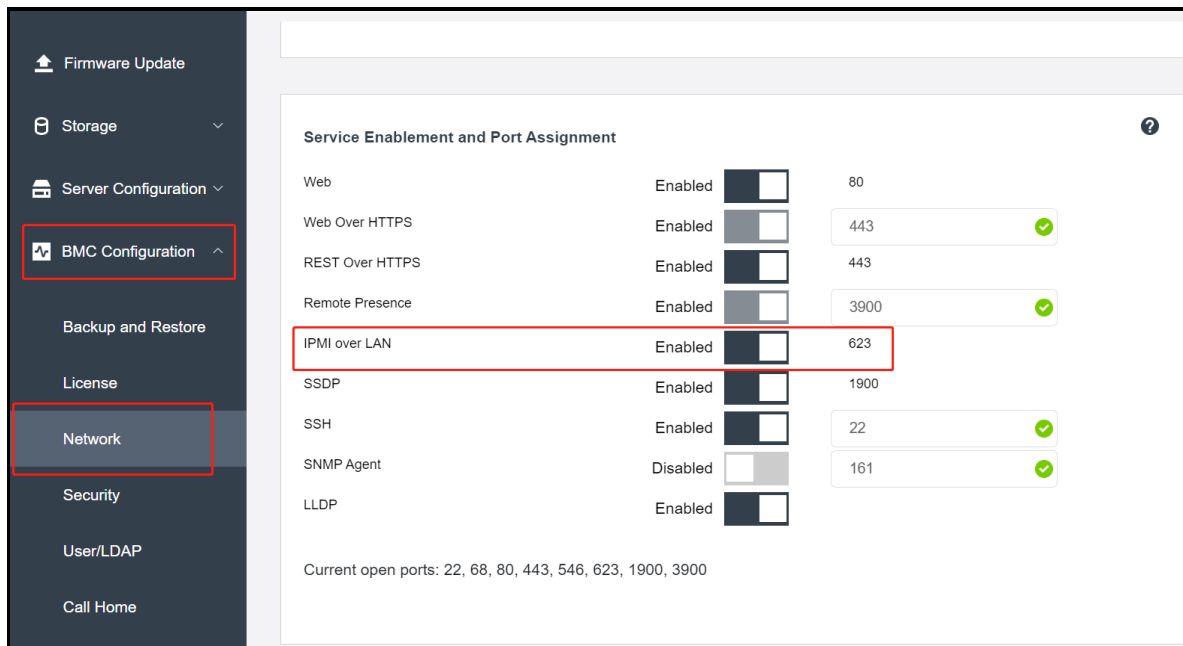 Firmware Update
Storage
Server Configuration
BMC Configuration
Backup and Restore
License
Network
Security
User/LDAP
Call Home
Service Enablement and Port Assignment
Web Enabled 80
Web Over HTTPS Enabled 443
REST Over HTTPS Enabled 443
Remote Presence Enabled 3900
IPMI over LAN Enabled 623
SSDP Enabled 1900
SSH Enabled 22
SNMP Agent Disabled 161
LLDP Enabled
Current open ports: 22, 68, 80, 443, 546, 623, 1900, 3900